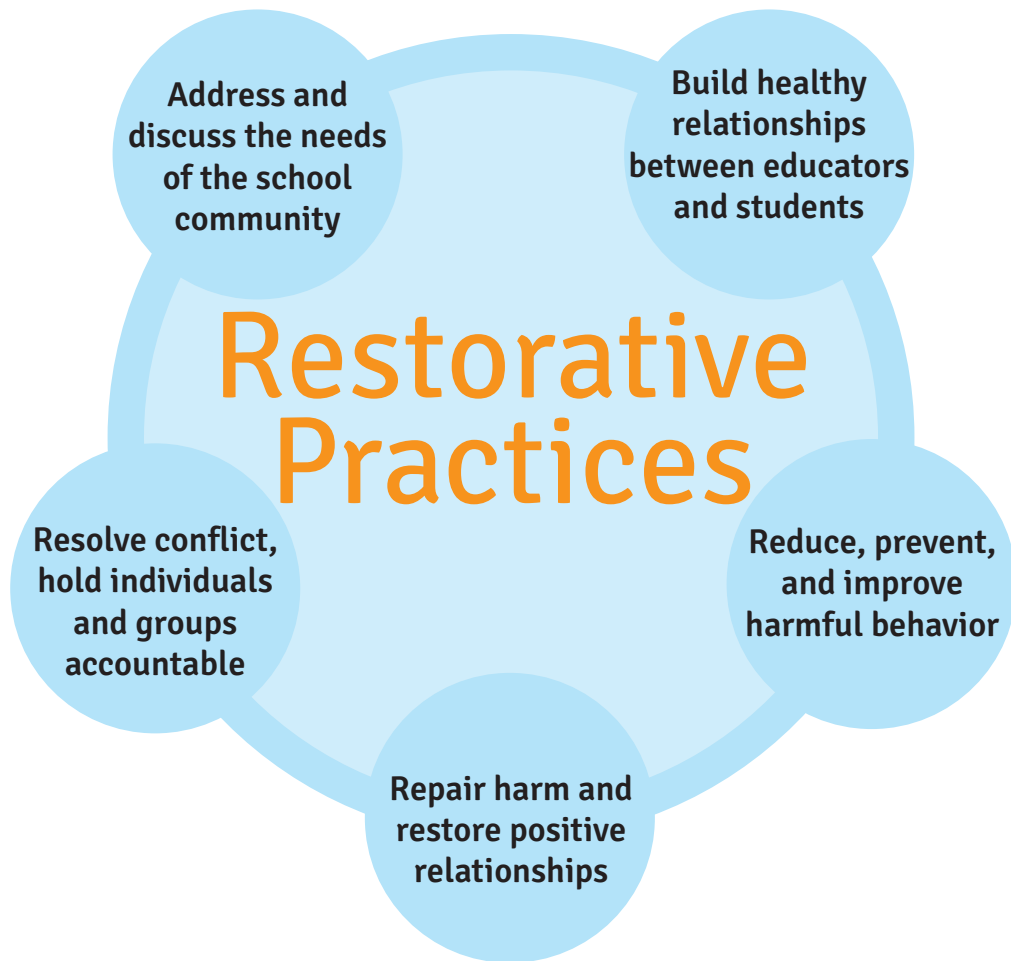 Address and
discuss the needs
of the school
community
Build healthy
relationships
between educators
and students
Restorative
Practices
Resolve conflict,
hold individuals
and groups
accountable
Reduce, prevent,
and improve
harmful behavior
Repair harm and
restore positive
relationships